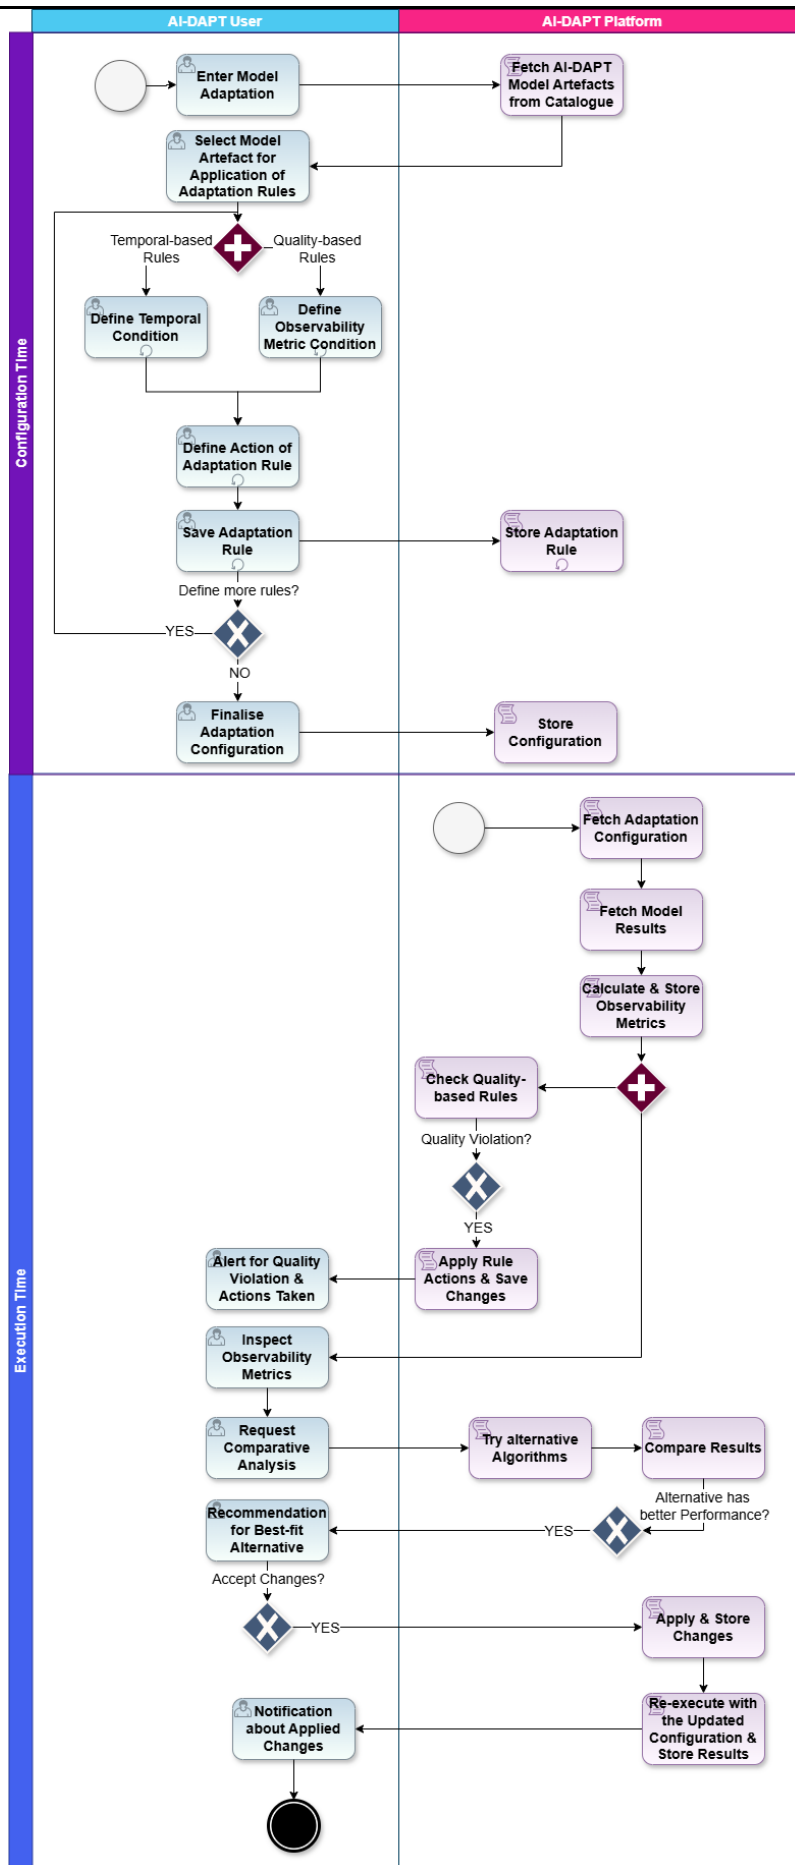 AI-DAPT User
AI-DAPT Platform
Configuration Time
Enter Model
Adaptation
Fetch AI-DAPT
Model Artefacts
from Catalogue
Select Model
Artefact for
Application of
Adaptation Rules
Temporal-based
Rules
Quality-based
Rules
Define Temporal
Condition
Define
Observability
Metric Condition
Define Action of
Adaptation Rule
Save Adaptation
Rule
Store Adaptation
Rule
Define more rules?
YES
NO
Finalise
Adaptation
Configuration
Store
Configuration
Execution Time
Fetch Adaptation
Configuration
Fetch Model
Results
Calculate & Store
Observability
Metrics
Check Quality-
based Rules
Quality Violation?
YES
Apply Rule
Actions & Save
Changes
Alert for Quality
Violation &
Actions Taken
Inspect
Observability
Metrics
Request
Comparative
Analysis
Try alternative
Algorithms
Compare Results
Alternative has
better Performance?
YES
Recommendation
for Best-fit
Alternative
Accept Changes?
YES
Apply & Store
Changes
Re-execute with
the Updated
Configuration &
Store Results
Notification
about Applied
Changes